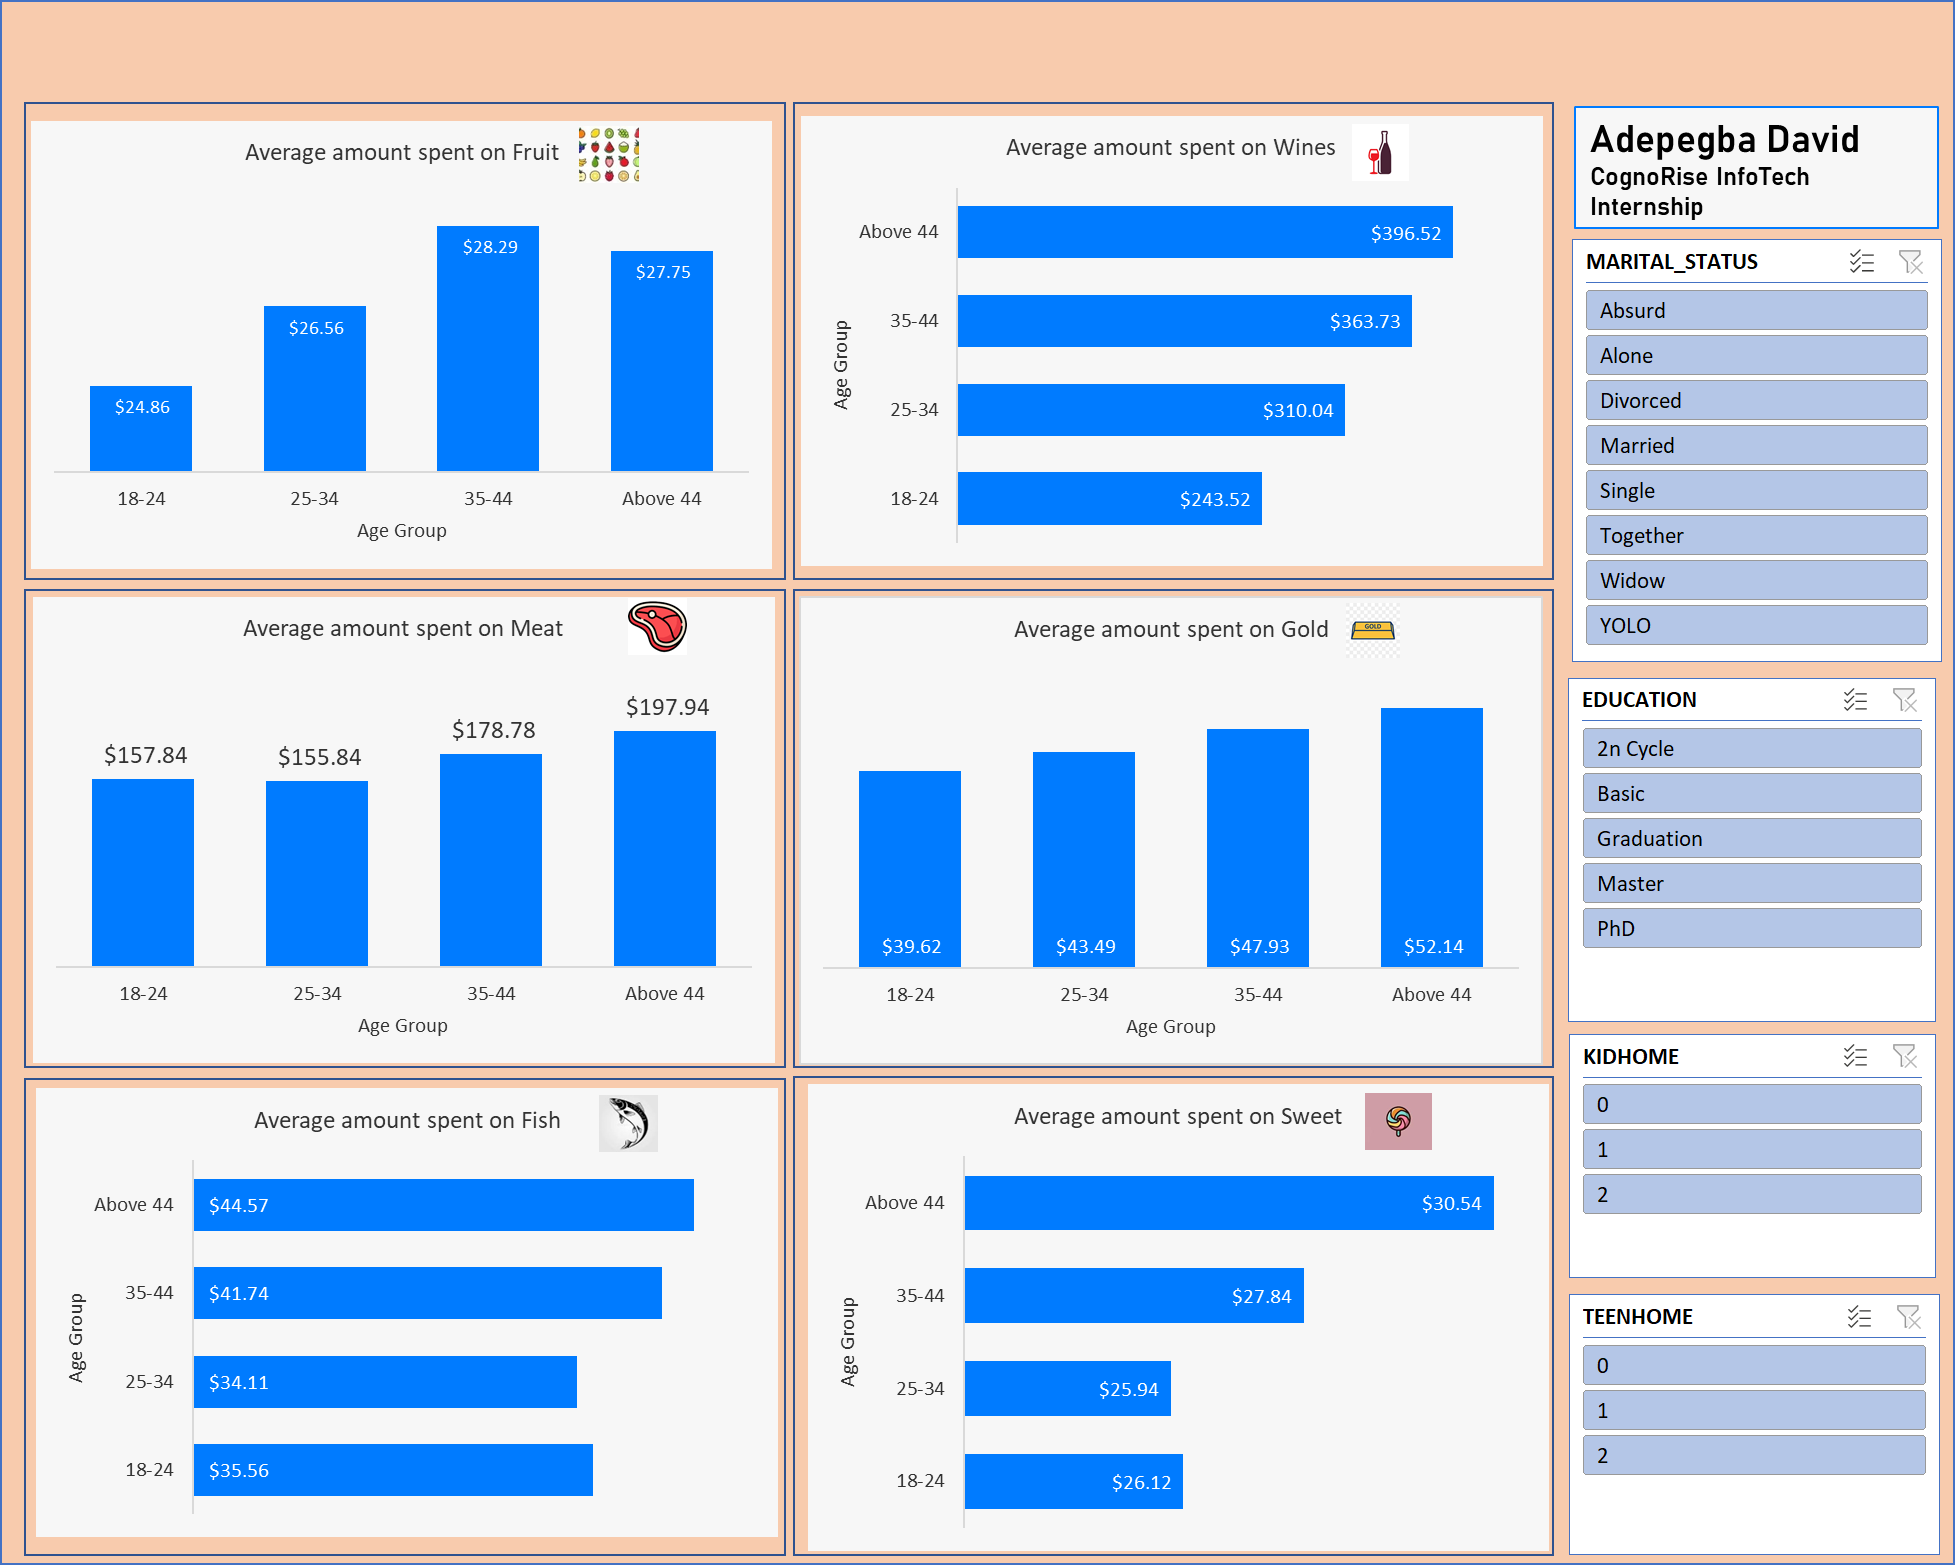 Average amount spent on Fruit
$24.86
$26.56
$28.29
$27.75
18-24
25-34
35-44
Above 44
Age Group
Average amount spent on Wines
Age Group
Above 44
$396.52
35-44
$363.73
25-34
$310.04
18-24
$243.52
Average amount spent on Meat
$157.84
$155.84
$178.78
$197.94
18-24
25-34
35-44
Above 44
Age Group
Average amount spent on Gold
GOLD
$39.62
$43.49
$47.93
$52.14
18-24
25-34
35-44
Above 44
Age Group
Average amount spent on Fish
Age Group
Above 44
$44.57
35-44
$41.74
25-34
$34.11
18-24
$35.56
Average amount spent on Sweet
Age Group
Above 44
$30.54
35-44
$27.84
25-34
$25.94
18-24
$26.12
Adepegba David
CognoRise InfoTech
Internship
MARITAL_STATUS
Absurd
Alone
Divorced
Married
Single
Together
Widow
YOLO
EDUCATION
2n Cycle
Basic
Graduation
Master
PhD
KIDHOME
0
1
2
TEENHOME
0
1
2